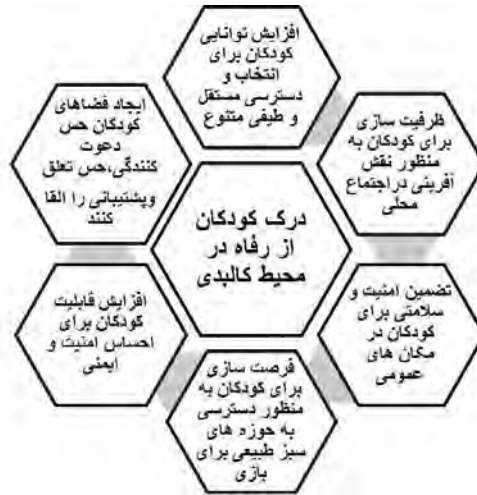 افزایش توانایی
کودکان برای
انتخاب و
دسترسی مستقل
و طیفی متنوع
ظرفیت سازی
برای کودکان به
منظور نقش
آفرینی در اجتماع
محلی
تضمین امنیت و
سلامتی برای
کودکان در
مکان های
عمومی
فرصت سازی
برای کودکان به
منظور دسترسی
به حوزه های
سبز طبیعی برای
بازی
افزایش قابلیت
کودکان برای
احساس امنیت و
ایمنی
ایجاد فضاهای
کودکان حس
دعوت
کنندگی،حس تعلق
وپشتیبانی را القا
کنند
درک کودکان
از رفاه در
محیط کالبدی